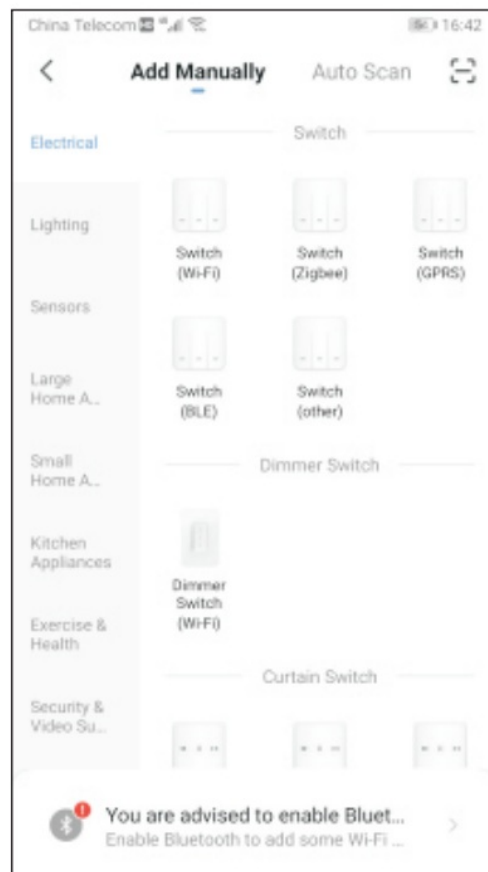 China Telecom 16:42
Add Manually Auto Scan
Electrical
Lighting
Sensors
Large
Home A...
Small
Home A...
Kitchen
Appliances
Exercise &
Health
Security &
Video Su...
Switch
Switch
(Wi-Fi)
Switch
(Zigbee)
Switch
(GPRS)
Switch
(BLE)
Switch
(other)
Dimmer Switch
Dimmer
Switch
(Wi-Fi)
Curtain Switch
You are advised to enable Bluet...
Enable Bluetooth to add some Wi-Fi ...